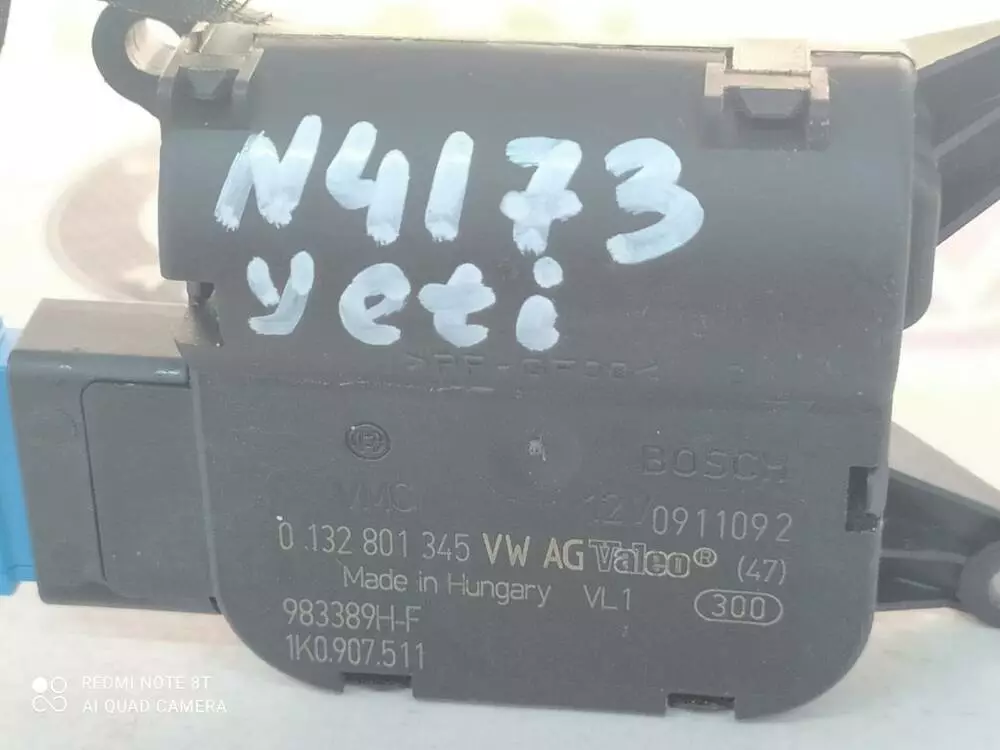 N4173
yeti
BOSCH
VMC 12V 0911092
0.132 801 345 VW AG Valeo® (47)
Made in Hungary VL1 300
983389H-F
1K0.907.511
REDMI NOTE 8T
AI QUAD CAMERA